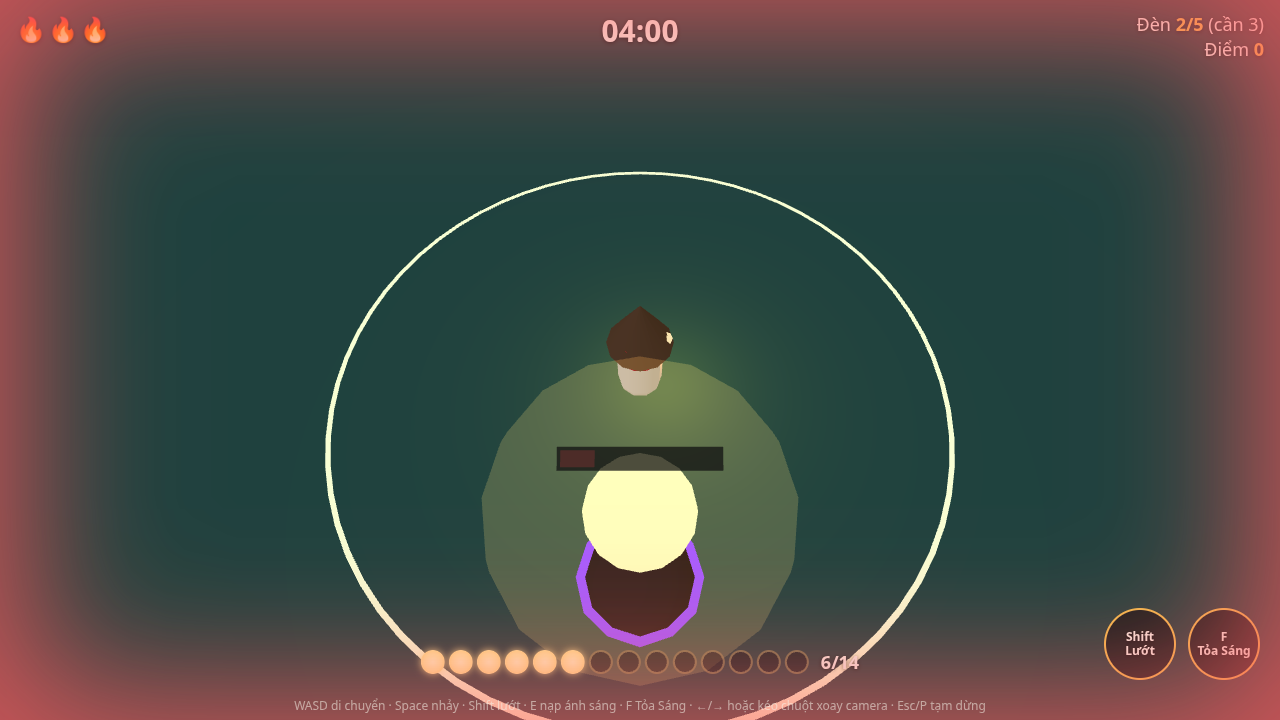 04:00
Đèn 2/5 (cần 3)
Điểm 0
Shift
Lướt
F
Tỏa Sáng
6/14
WASD di chuyển · Space nhảy · Shift lướt · E nạp ánh sáng · F Tỏa Sáng · ←/→ hoặc kéo chuột xoay camera · Esc/P tạm dừng